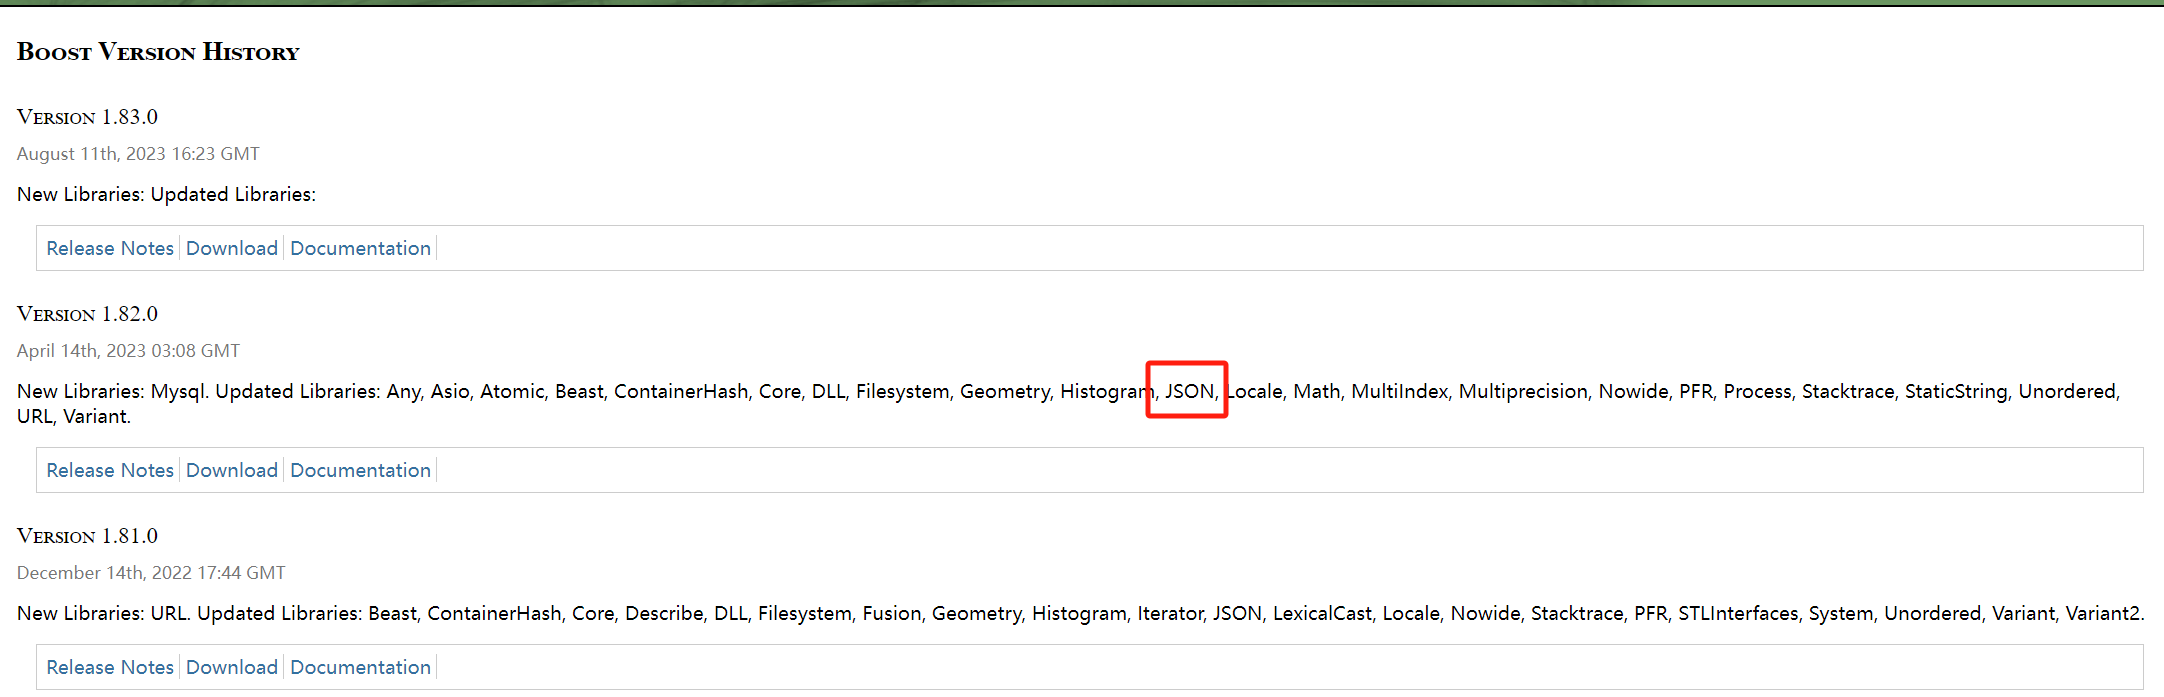 Boost Version History
Version 1.83.0
August 11th, 2023 16:23 GMT
New Libraries: Updated Libraries:
Release Notes Download Documentation
Version 1.82.0
April 14th, 2023 03:08 GMT
New Libraries: Mysql. Updated Libraries: Any, Asio, Atomic, Beast, ContainerHash, Core, DLL, Filesystem, Geometry, Histogram, JSON, Locale, Math, MultiIndex, Multiprecision, Nowide, PFR, Process, Stacktrace, StaticString, Unordered,
URL, Variant.
Release Notes Download Documentation
Version 1.81.0
December 14th, 2022 17:44 GMT
New Libraries: URL. Updated Libraries: Beast, ContainerHash, Core, Describe, DLL, Filesystem, Fusion, Geometry, Histogram, Iterator, JSON, LexicalCast, Locale, Nowide, Stacktrace, PFR, STLInterfaces, System, Unordered, Variant, Variant2.
Release Notes Download Documentation